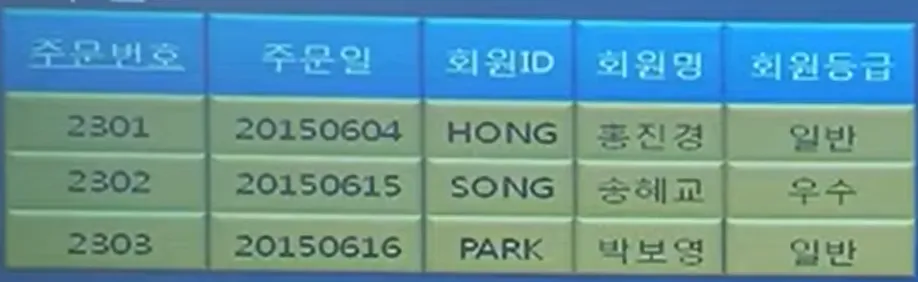 주문번호 주문일 회원ID 회원명 회원등급
2301 20150604 HONG 홍진경 일반
2302 20150615 SONG 송혜교 우수
2303 20150616 PARK 박보영 일반